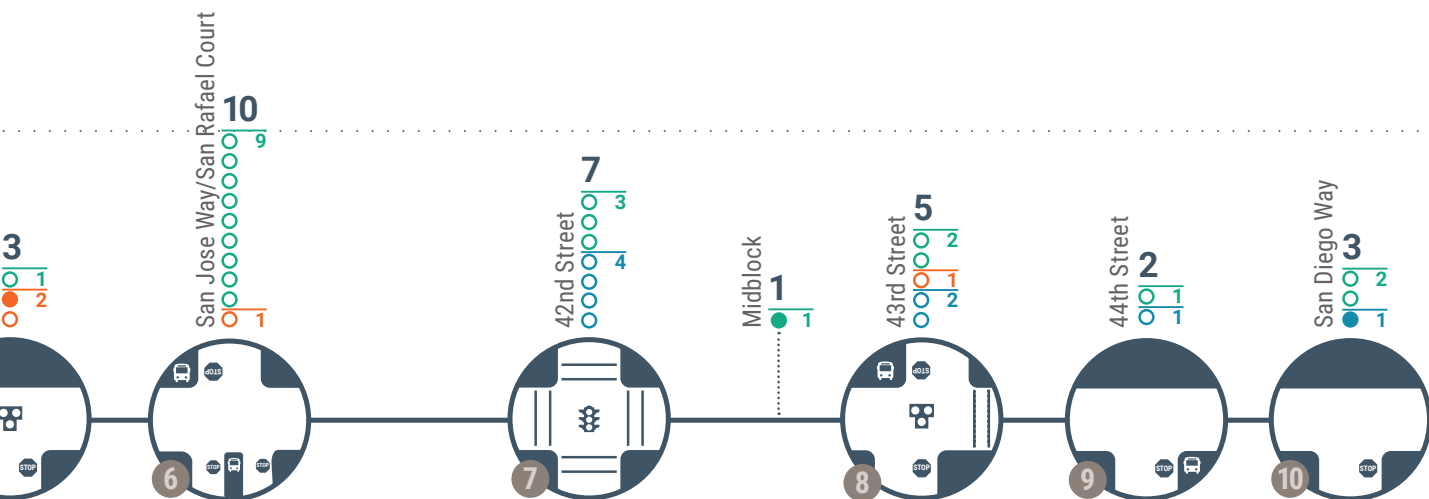 3
1
2
STOP
San Jose Way/San Rafael Court
10
9
1
STOP
STOP
STOP
6
42nd Street
7
3
4
7
Midblock
1
1
43rd Street
5
2
1
2
STOP
STOP
8
44th Street
2
1
1
STOP
9
San Diego Way
3
2
1
STOP
10